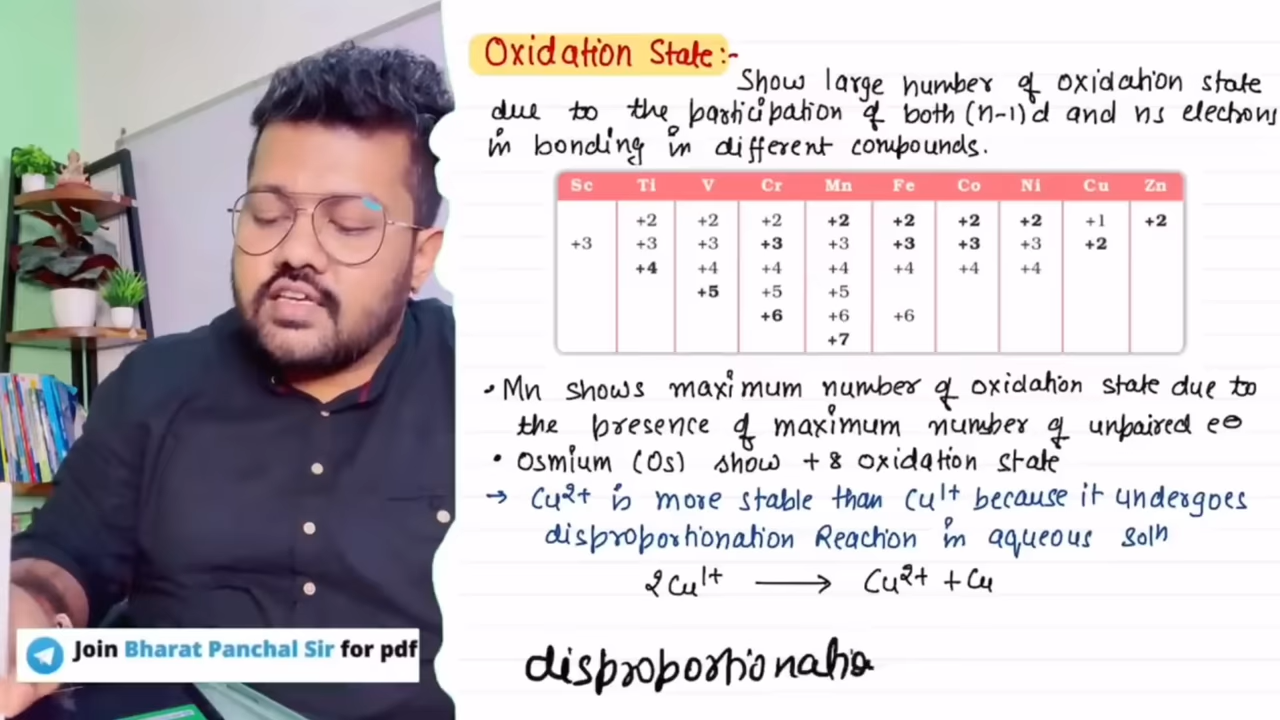 Oxidation State:-
Show large number of oxidation state
due to the participation of both (n-1)d and ns electrons
in bonding in different compounds.
Sc Ti V Cr Mn Fe Co Ni Cu Zn
+2 +2 +2 +2 +2 +2 +2 +1 +2
+3 +3 +3 +3 +3 +3 +3 +3 +2
+4 +4 +4 +4 +4 +4 +4
+5 +5 +5
+6 +6 +6
+7
• Mn shows maximum number of oxidation state due to
the presence of maximum number of unpaired e⊖
• Osmium (Os) show +8 oxidation state
→ Cu²⁺ is more stable than Cu¹⁺ because it undergoes
disproportionation Reaction in aqueous solⁿ
2Cu¹⁺ ⟶ Cu²⁺ + Cu
disproportionatio
Join Bharat Panchal Sir for pdf